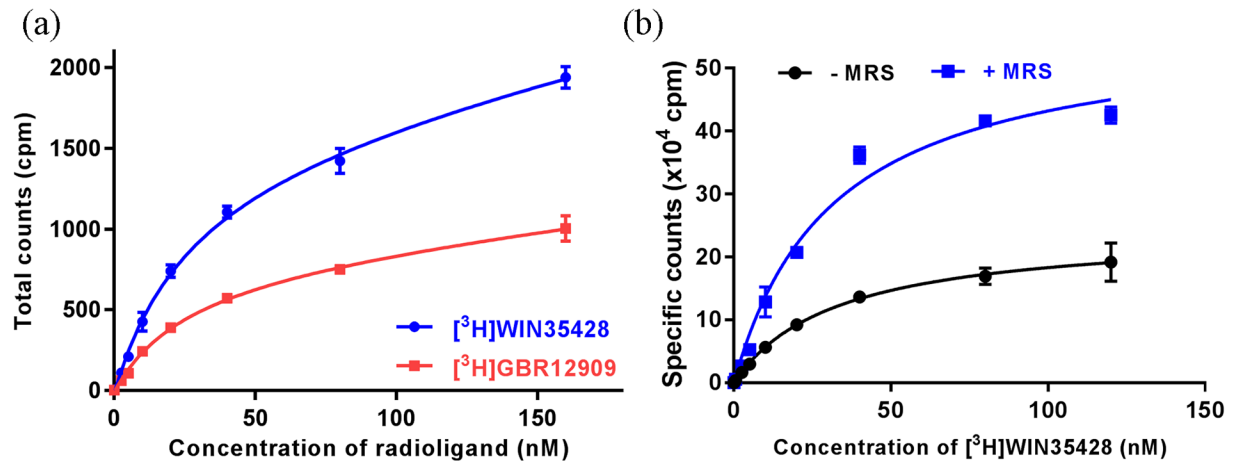 (a)
Total counts (cpm)
2000
1500
1000
500
0
[³H]WIN35428
[³H]GBR12909
0 50 100 150
Concentration of radioligand (nM)
(b)
Specific counts (x10⁴ cpm)
50
40
30
20
10
0
- MRS + MRS
0 50 100 150
Concentration of [³H]WIN35428 (nM)